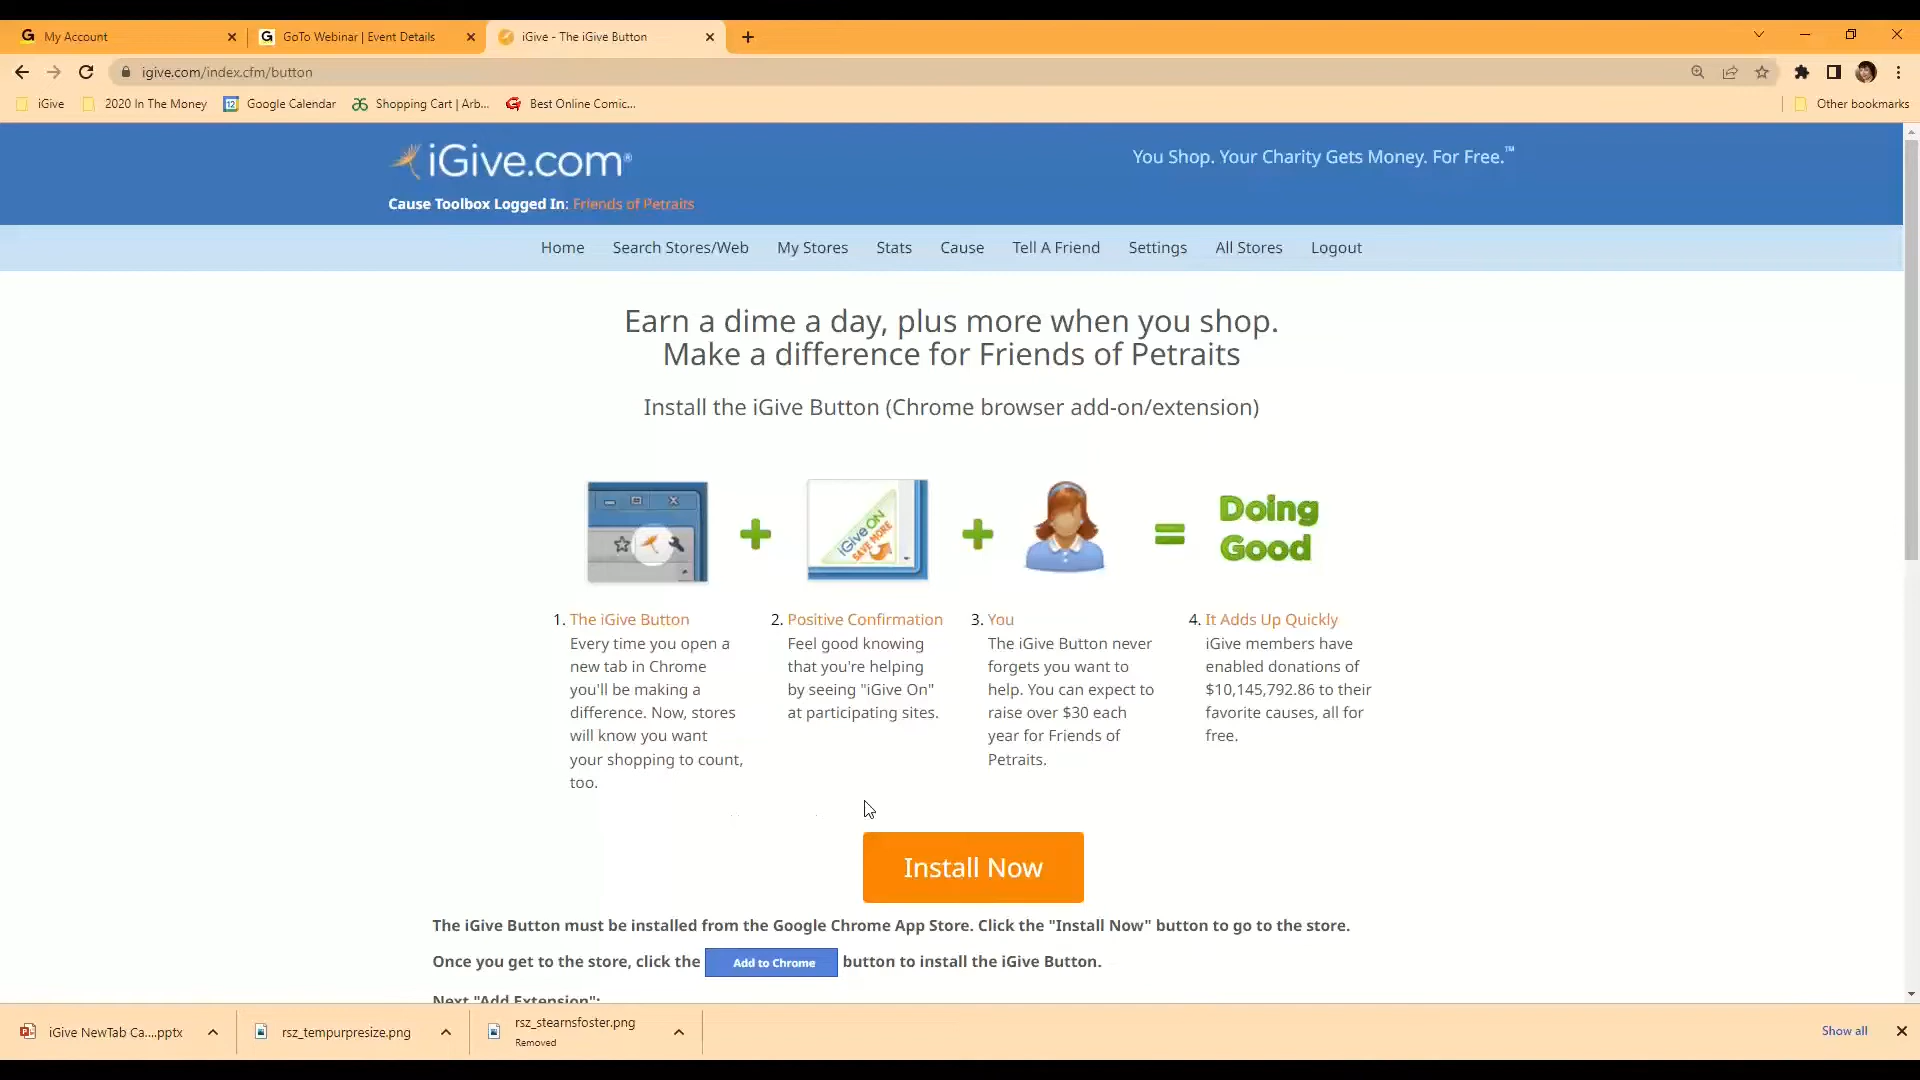 My Account
GoTo Webinar | Event Details
iGive - The iGive Button
igive.com/index.cfm/button
iGive
2020 In The Money
12
Google Calendar
Shopping Cart | Arb...
Best Online Comic...
Other bookmarks
iGive.com®
You Shop. Your Charity Gets Money. For Free.™
Cause Toolbox Logged In: Friends of Petraits
Home Search Stores/Web My Stores Stats Cause Tell A Friend Settings All Stores Logout
Earn a dime a day, plus more when you shop.
Make a difference for Friends of Petraits
Install the iGive Button (Chrome browser add-on/extension)
iGive ON
SAVE MORE
Doing
Good
1. The iGive Button
Every time you open a
new tab in Chrome
you'll be making a
difference. Now, stores
will know you want
your shopping to count,
too.
2. Positive Confirmation
Feel good knowing
that you're helping
by seeing "iGive On"
at participating sites.
3. You
The iGive Button never
forgets you want to
help. You can expect to
raise over $30 each
year for Friends of
Petraits.
4. It Adds Up Quickly
iGive members have
enabled donations of
$10,145,792.86 to their
favorite causes, all for
free.
Install Now
The iGive Button must be installed from the Google Chrome App Store. Click the "Install Now" button to go to the store.
Once you get to the store, click the Add to Chrome button to install the iGive Button.
Next "Add Extension":
iGive NewTab Ca....pptx
rsz_tempurpresize.png
rsz_stearnsfoster.png
Removed
Show all